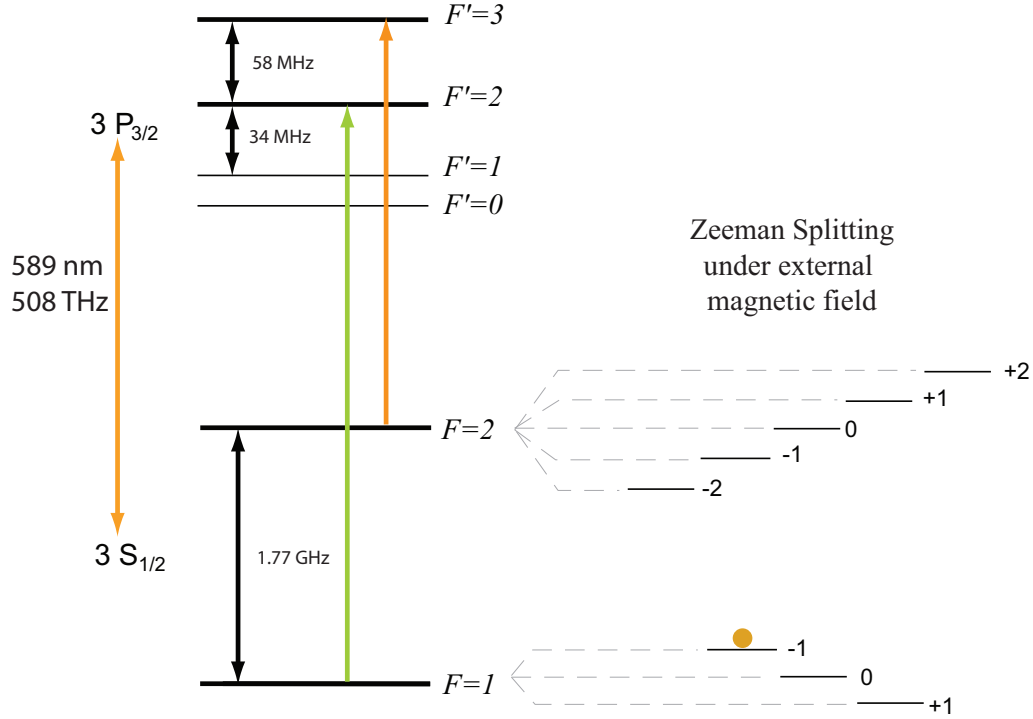 F'=3
58 MHz
F'=2
3 P3/2
34 MHz
F'=1
F'=0
589 nm
508 THz
Zeeman Splitting
under external
magnetic field
+2
+1
F=2
0
-1
-2
3 S1/2
1.77 GHz
-1
F=1
0
+1